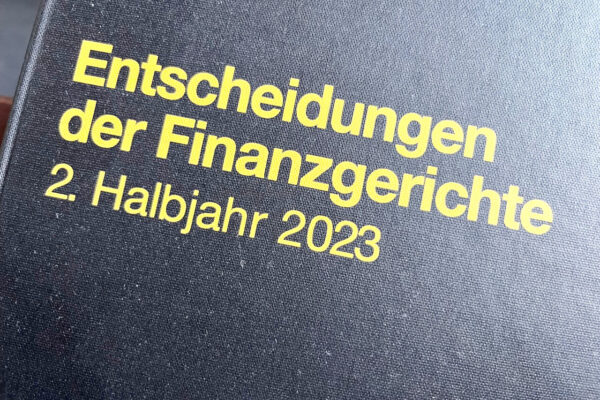 Entscheidungen
der Finanzgerichte
2. Halbjahr 2023